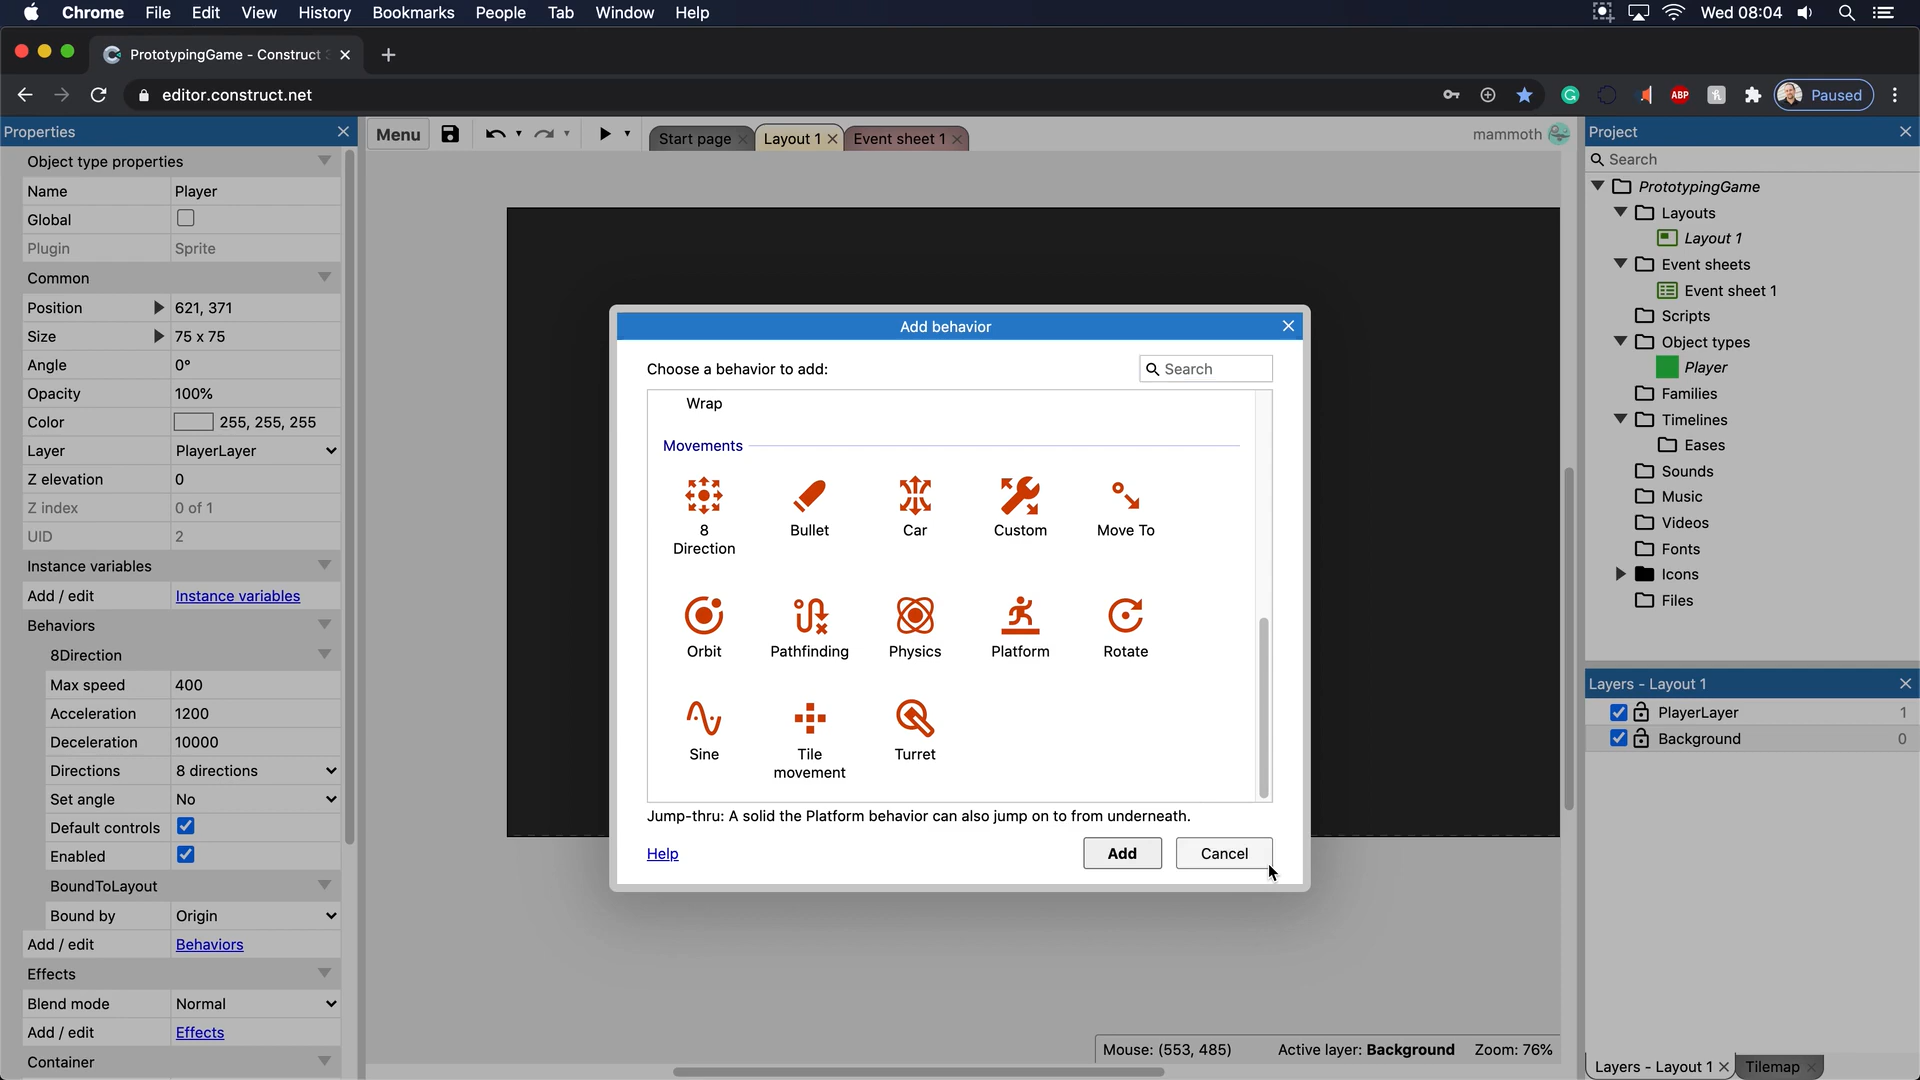 Chrome File Edit View History Bookmarks People Tab Window Help Wed 08:04
PrototypingGame - Construct 3
editor.construct.net ABP Paused
Properties
Object type properties
Name Player
Global
Plugin Sprite
Common
Position 621, 371
Size 75 x 75
Angle 0°
Opacity 100%
Color 255, 255, 255
Layer PlayerLayer
Z elevation 0
Z index 0 of 1
UID 2
Instance variables
Add / edit Instance variables
Behaviors
8Direction
Max speed 400
Acceleration 1200
Deceleration 10000
Directions 8 directions
Set angle No
Default controls
Enabled
BoundToLayout
Bound by Origin
Add / edit Behaviors
Effects
Blend mode Normal
Add / edit Effects
Container
Menu Start page Layout 1 Event sheet 1 mammoth
Add behavior
Choose a behavior to add: Search
Wrap
Movements
8 Direction
Bullet
Car
Custom
Move To
Orbit
Pathfinding
Physics
Platform
Rotate
Sine
Tile movement
Turret
Jump-thru: A solid the Platform behavior can also jump on to from underneath.
Help Add Cancel
Mouse: (553, 485) Active layer: Background Zoom: 76%
Project
Search
PrototypingGame
Layouts
Layout 1
Event sheets
Event sheet 1
Scripts
Object types
Player
Families
Timelines
Eases
Sounds
Music
Videos
Fonts
Icons
Files
Layers - Layout 1
PlayerLayer 1
Background 0
Layers - Layout 1 Tilemap